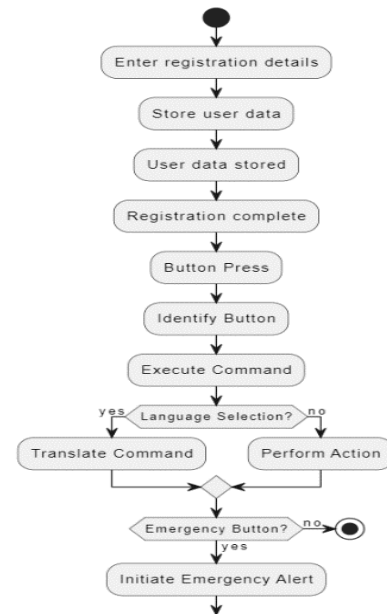 Enter registration details
Store user data
User data stored
Registration complete
Button Press
Identify Button
Execute Command
yes
Language Selection?
no
Translate Command
Perform Action
Emergency Button?
no
yes
Initiate Emergency Alert